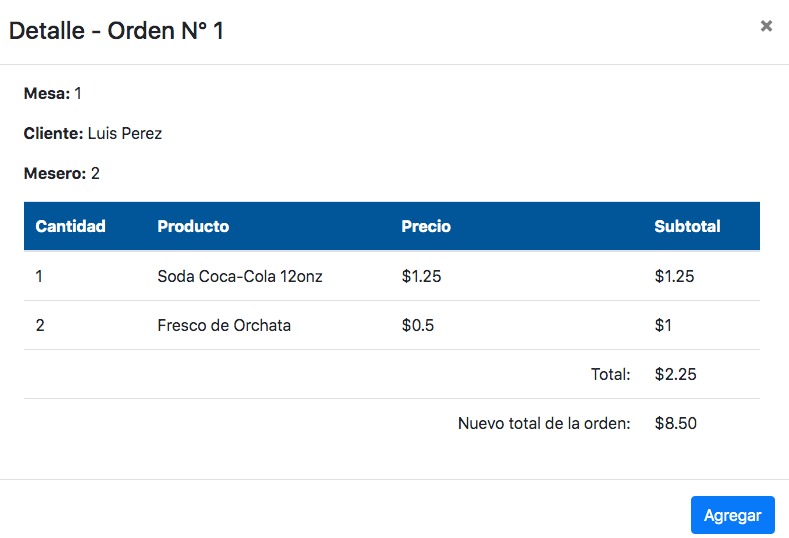 Detalle - Orden N° 1 ×
Mesa: 1
Cliente: Luis Perez
Mesero: 2
Cantidad Producto Precio Subtotal
1 Soda Coca-Cola 12onz $1.25 $1.25
2 Fresco de Orchata $0.5 $1
Total: $2.25
Nuevo total de la orden: $8.50
Agregar